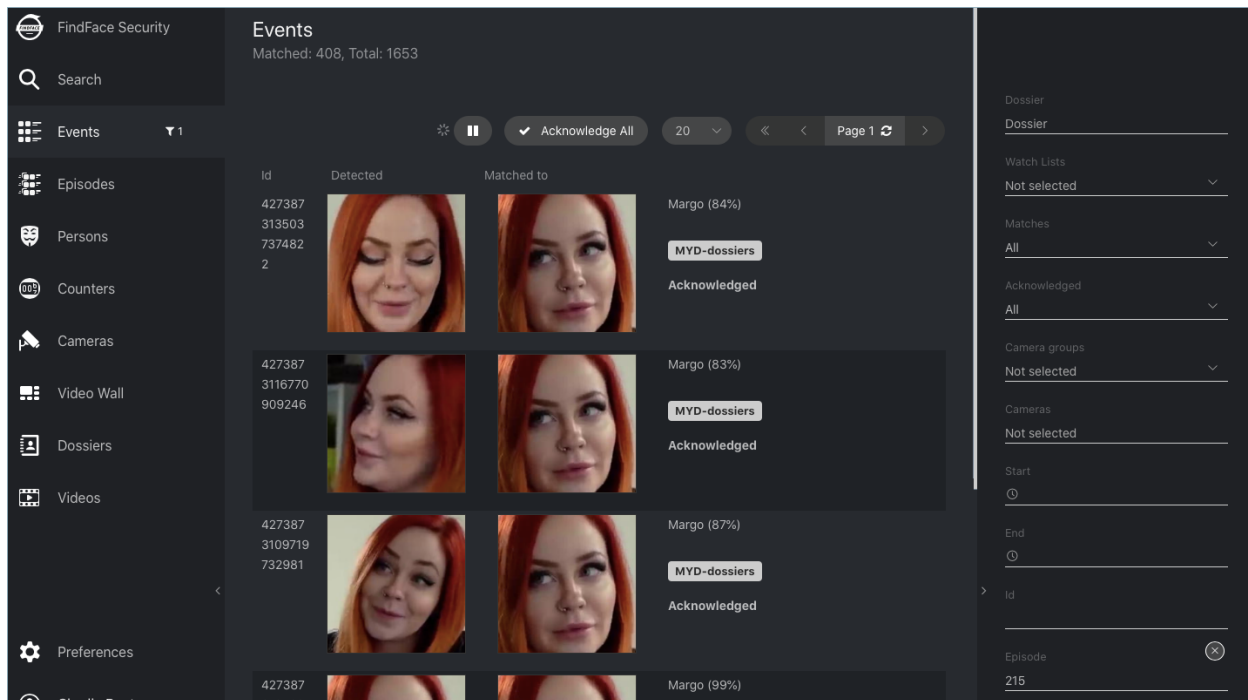 FindFace Security
Search
Events 1
Episodes
Persons
Counters
Cameras
Video Wall
Dossiers
Videos
Preferences
Events
Matched: 408, Total: 1653
Acknowledge All 20 Page 1
Id Detected Matched to
427387
313503
737482
2
Margo (84%)
MYD-dossiers
Acknowledged
427387
3116770
909246
Margo (83%)
MYD-dossiers
Acknowledged
427387
3109719
732981
Margo (87%)
MYD-dossiers
Acknowledged
427387
Margo (99%)
Dossier
Dossier
Watch Lists
Not selected
Matches
All
Acknowledged
All
Camera groups
Not selected
Cameras
Not selected
Start
End
Id
Episode
215